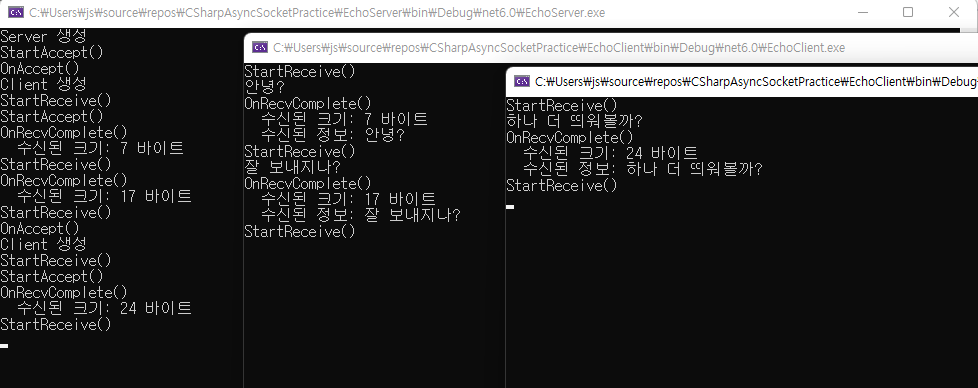 C:₩Users₩js₩source₩repos₩CSharpAsyncSocketPractice₩EchoServer₩bin₩Debug₩net6.0₩EchoServer.exe
Server 생성
StartAccept()
OnAccept()
Client 생성
StartReceive()
StartAccept()
OnRecvComplete()
수신된 크기: 7 바이트
StartReceive()
OnRecvComplete()
수신된 크기: 17 바이트
StartReceive()
OnAccept()
Client 생성
StartReceive()
StartAccept()
OnRecvComplete()
수신된 크기: 24 바이트
StartReceive()
C:₩Users₩js₩source₩repos₩CSharpAsyncSocketPractice₩EchoClient₩bin₩Debug₩net6.0₩EchoClient.exe
StartReceive()
안녕?
OnRecvComplete()
수신된 크기: 7 바이트
수신된 정보: 안녕?
StartReceive()
잘 보내지나?
OnRecvComplete()
수신된 크기: 17 바이트
수신된 정보: 잘 보내지나?
StartReceive()
C:₩Users₩js₩source₩repos₩CSharpAsyncSocketPractice₩EchoClient₩bin₩Debug
StartReceive()
하나 더 띄워볼까?
OnRecvComplete()
수신된 크기: 24 바이트
수신된 정보: 하나 더 띄워볼까?
StartReceive()